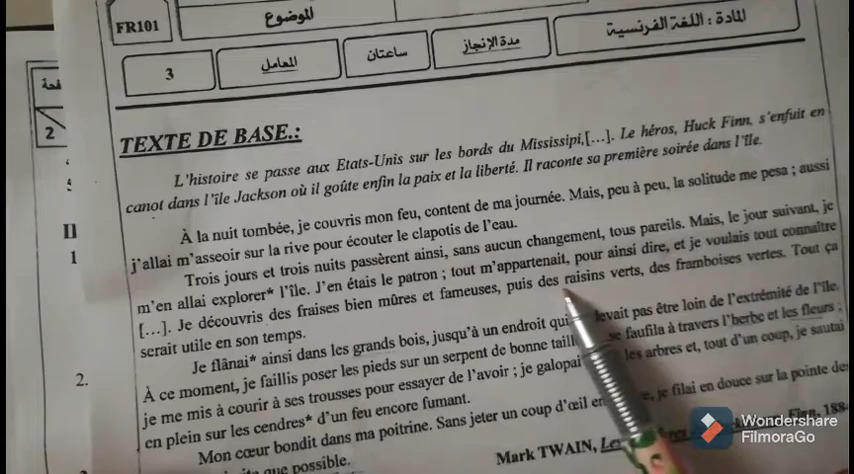 FR101
الموضوع
3
المعامل
ساعتان
مدة الإنجاز
المادة : اللغة الفرنسية
2
TEXTE DE BASE.:
L'histoire se passe aux Etats-Unis sur les bords du Mississipi,[…]. Le héros, Huck Finn, s'enfuit en
canot dans l'île Jackson où il goûte enfin la paix et la liberté. Il raconte sa première soirée dans l'île.
À la nuit tombée, je couvris mon feu, content de ma journée. Mais, peu à peu, la solitude me pesa ; aussi
j'allai m'asseoir sur la rive pour écouter le clapotis de l'eau.
Trois jours et trois nuits passèrent ainsi, sans aucun changement, tous pareils. Mais, le jour suivant, je
m'en allai explorer* l'île. J'en étais le patron ; tout m'appartenait, pour ainsi dire, et je voulais tout connaître
[…]. Je découvris des fraises bien mûres et fameuses, puis des raisins verts, des framboises vertes. Tout ça
serait utile en son temps.
Je flânai* ainsi dans les grands bois, jusqu'à un endroit qui levait pas être loin de l'extrémité de l'île.
À ce moment, je faillis poser les pieds sur un serpent de bonne taill se faufila à travers l'herbe et les fleurs ;
je me mis à courir à ses trousses pour essayer de l'avoir ; je galopai les arbres et, tout d'un coup, je sautai
en plein sur les cendres* d'un feu encore fumant.
Mon cœur bondit dans ma poitrine. Sans jeter un coup d'œil en e, je filai en douce sur la pointe de
que possible.
Mark TWAIN, Finn, 188
II
1
2.
Wondershare
FilmoraGo